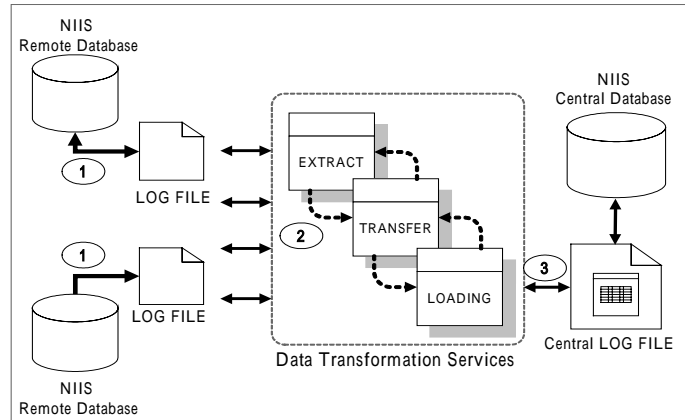 NIIS
Remote Database
1
LOG FILE
1
LOG FILE
NIIS
Remote Database
EXTRACT
2
TRANSFER
LOADING
Data Transformation Services
3
NIIS
Central Database
Central LOG FILE